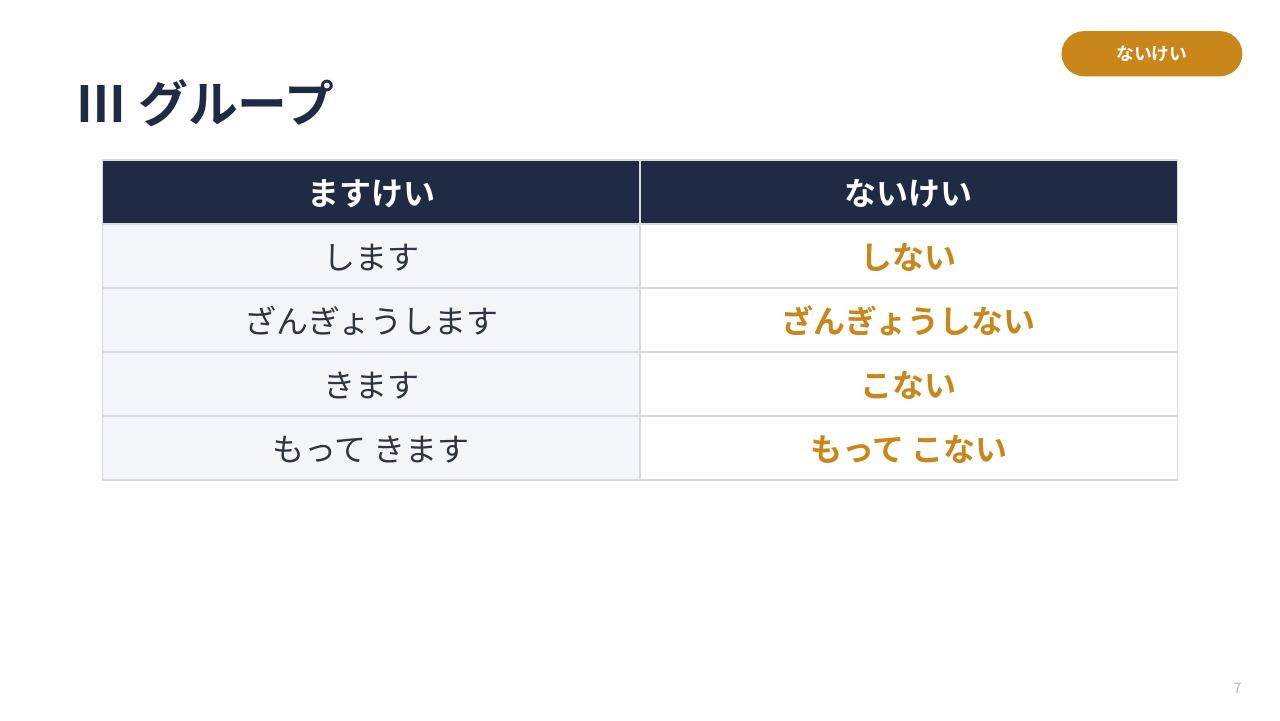 ないけい
III グループ
ますけい ないけい
します しない
ざんぎょうします ざんぎょうしない
きます こない
もって きます もって こない
7